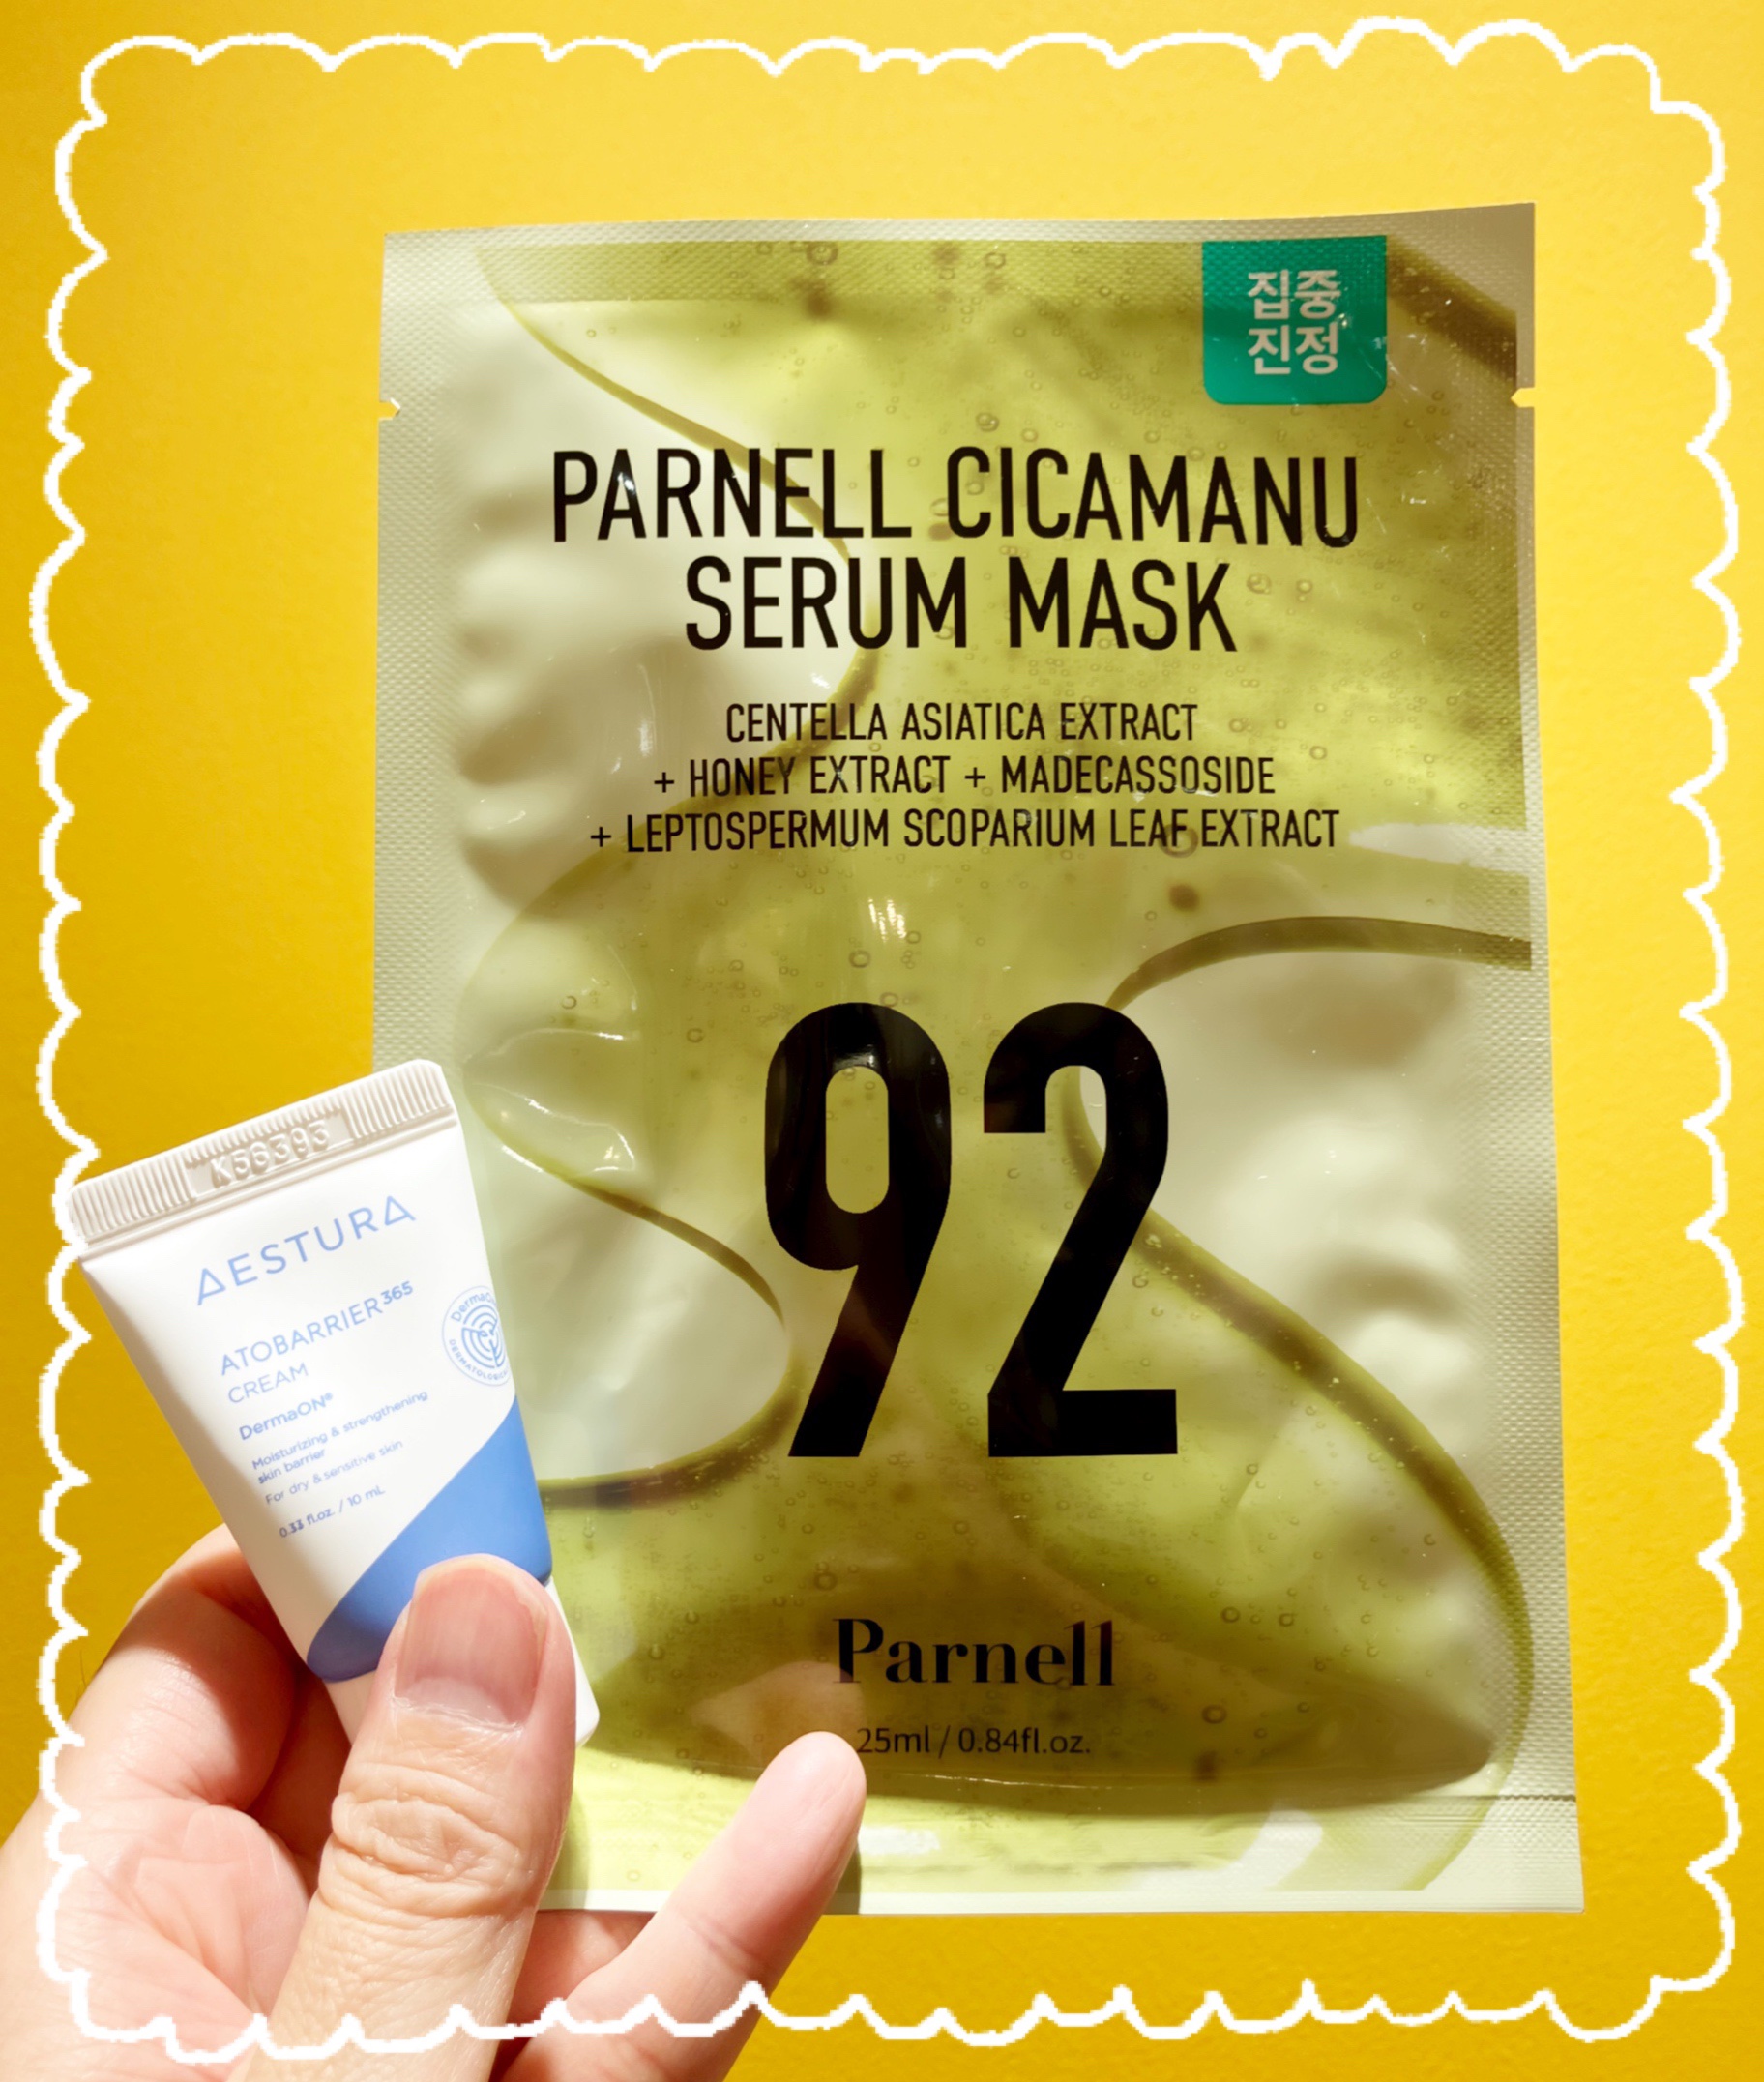 집중
진정
PARNELL CICAMANU
SERUM MASK
CENTELLA ASIATICA EXTRACT
+ HONEY EXTRACT + MADECASSOSIDE
+ LEPTOSPERMUM SCOPARIUM LEAF EXTRACT
92
Parnell
25ml / 0.84fl.oz.
K56393
AESTURA
ATOBARRIER³⁶⁵
CREAM
DermaON®
Moisturizing & strengthening
skin barrier
For dry & sensitive skin
0.33 fl.oz. / 10 mL